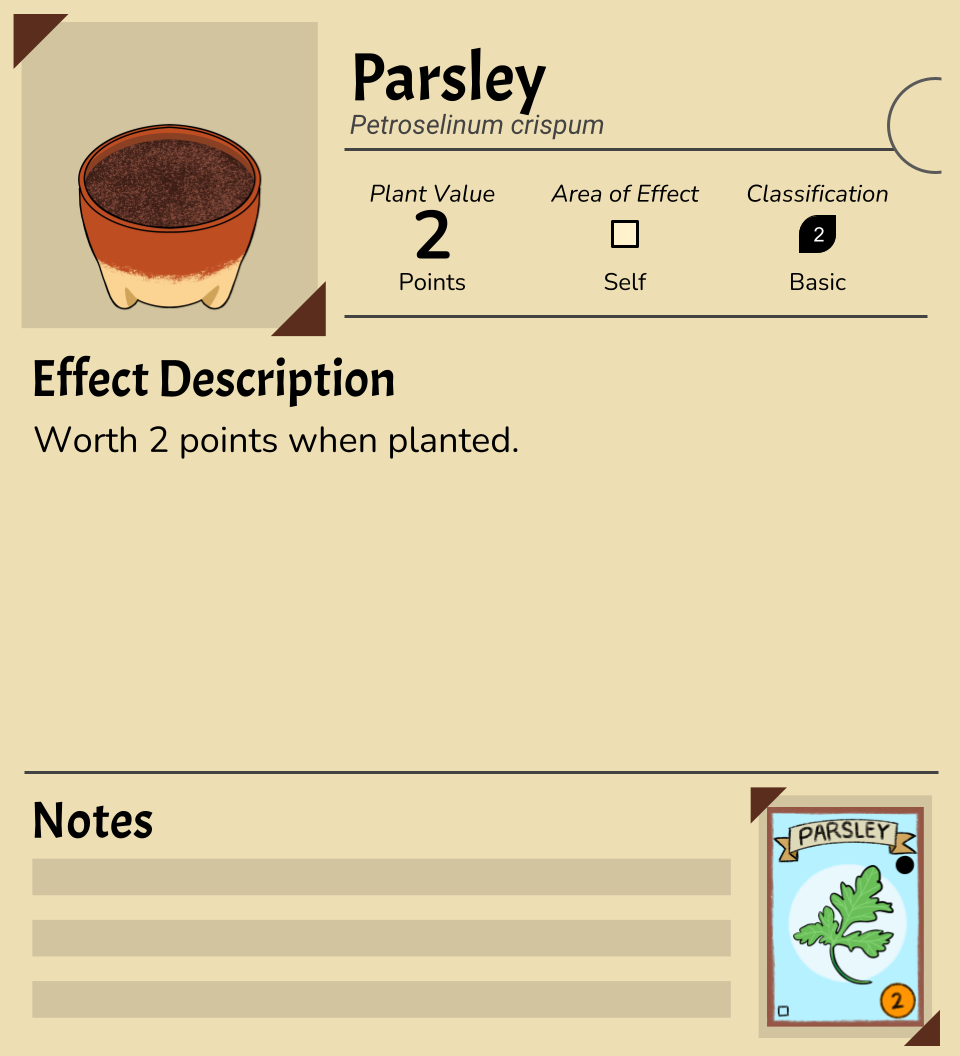 Parsley
Petroselinum crispum
Plant Value
2
Points
Area of Effect
Self
Classification
2
Basic
Effect Description
Worth 2 points when planted.
Notes
PARSLEY
2